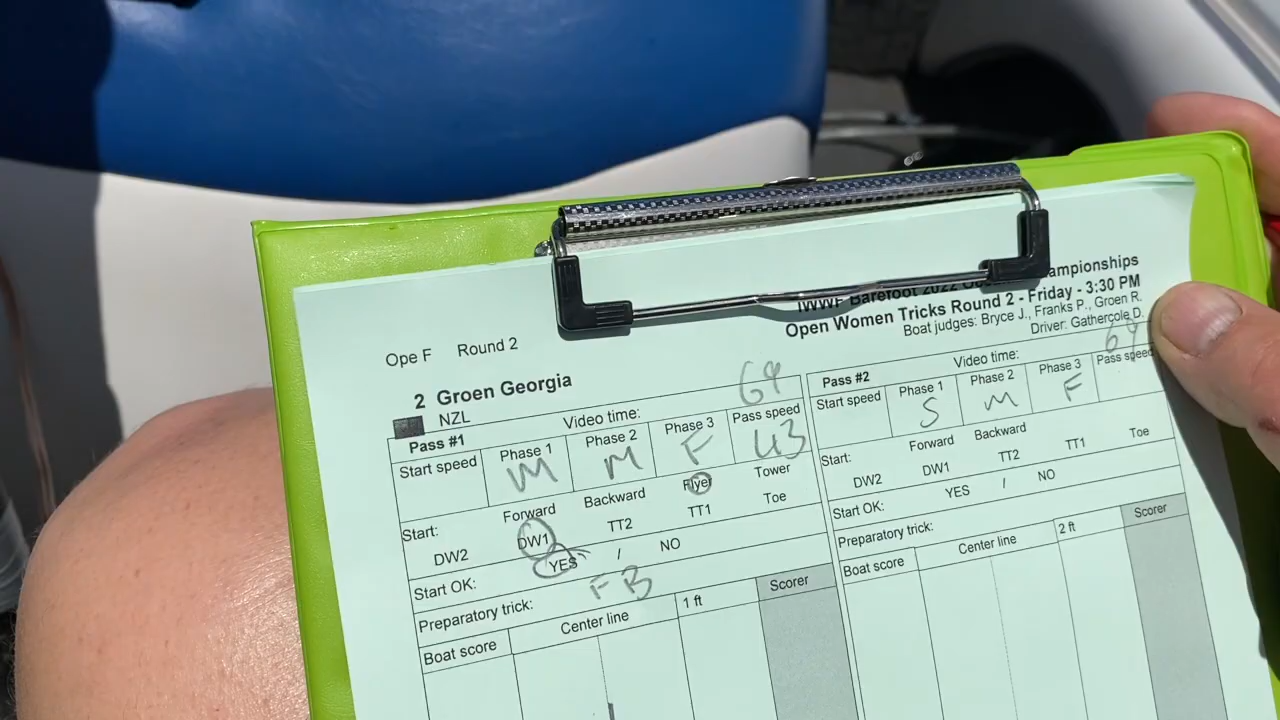 IWWF Barefoot 2022 ampionships
Open Women Tricks Round 2 - Friday - 3:30 PM
Boat judges: Bryce J., Franks P., Groen R.
Driver: Gathercole D.
Ope F Round 2
2 Groen Georgia
NZL Video time: 69
Pass #1
Start speed Phase 1 Phase 2 Phase 3 Pass speed
M M F 43
Start: Forward Backward Flyer Tower
DW2 DW1 TT2 TT1 Toe
Start OK: YES / NO
Preparatory trick: F B
Boat score Center line 1 ft Scorer
Pass #2 Video time:
Start speed Phase 1 Phase 2 Phase 3 Pass speed
S M F
Start: Forward Backward
DW2 DW1 TT2 TT1 Toe
Start OK: YES / NO
Preparatory trick:
Boat score Center line 2 ft Scorer